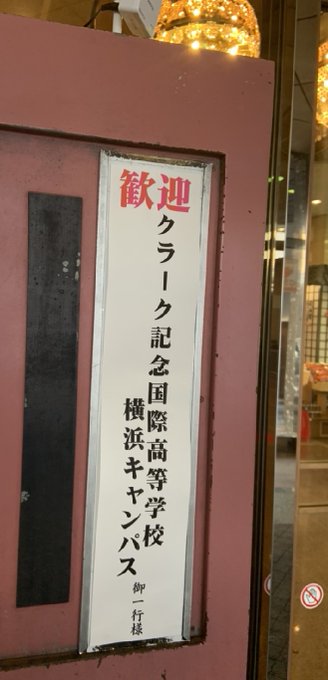 歓迎
クラーク記念国際高等学校
横浜キャンパス
御一行様